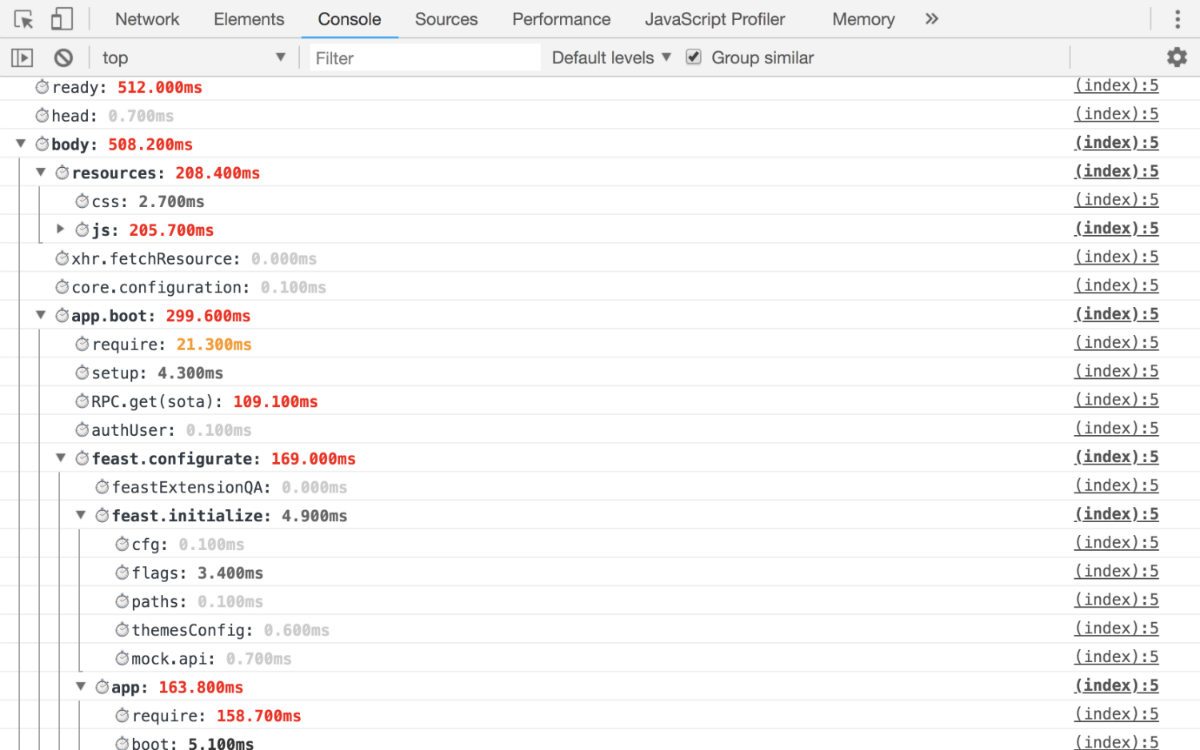 Network Elements Console Sources Performance JavaScript Profiler Memory »
top Filter Default levels Group similar
ready: 512.000ms (index):5
head: 0.700ms (index):5
body: 508.200ms (index):5
resources: 208.400ms (index):5
css: 2.700ms (index):5
js: 205.700ms (index):5
xhr.fetchResource: 0.000ms (index):5
core.configuration: 0.100ms (index):5
app.boot: 299.600ms (index):5
require: 21.300ms (index):5
setup: 4.300ms (index):5
RPC.get(sota): 109.100ms (index):5
authUser: 0.100ms (index):5
feast.configurate: 169.000ms (index):5
feastExtensionQA: 0.000ms (index):5
feast.initialize: 4.900ms (index):5
cfg: 0.100ms (index):5
flags: 3.400ms (index):5
paths: 0.100ms (index):5
themesConfig: 0.600ms (index):5
mock.api: 0.700ms (index):5
app: 163.800ms (index):5
require: 158.700ms (index):5
boot: 5.100ms (index):5